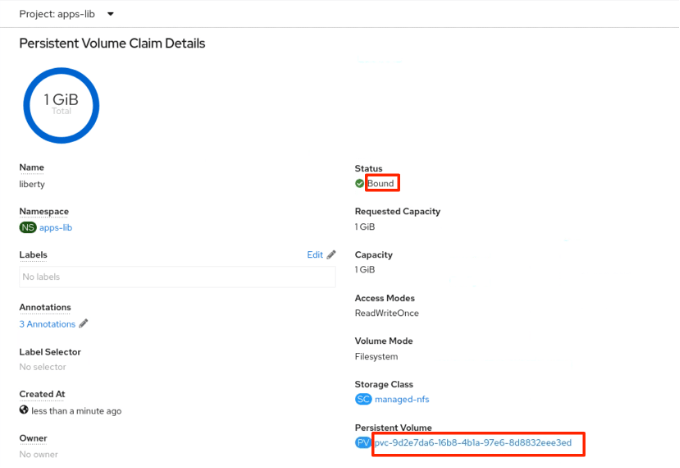 Project: apps-lib
Persistent Volume Claim Details
1 GiB
Total
Name
liberty
Namespace
NS apps-lib
Labels
Edit
No labels
Annotations
3 Annotations
Label Selector
No selector
Created At
less than a minute ago
Owner
No owner
Status
Bound
Requested Capacity
1 GiB
Capacity
1 GiB
Access Modes
ReadWriteOnce
Volume Mode
Filesystem
Storage Class
SC managed-nfs
Persistent Volume
PV pvc-9d2e7da6-16b8-4b1a-97e6-8d8832eee3ed